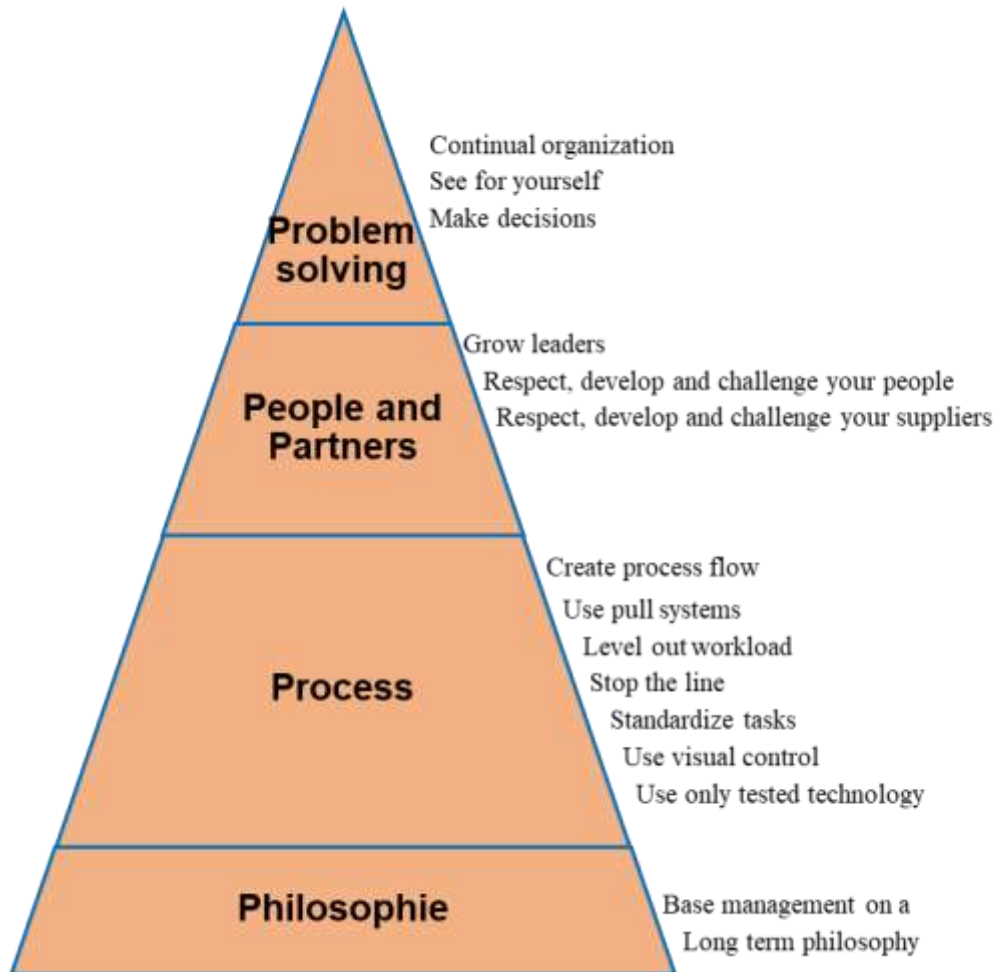 Continual organization
See for yourself
Make decisions
Problem
solving
Grow leaders
Respect, develop and challenge your people
Respect, develop and challenge your suppliers
People and
Partners
Create process flow
Use pull systems
Level out workload
Stop the line
Standardize tasks
Use visual control
Use only tested technology
Process
Philosophie
Base management on a
Long term philosophy